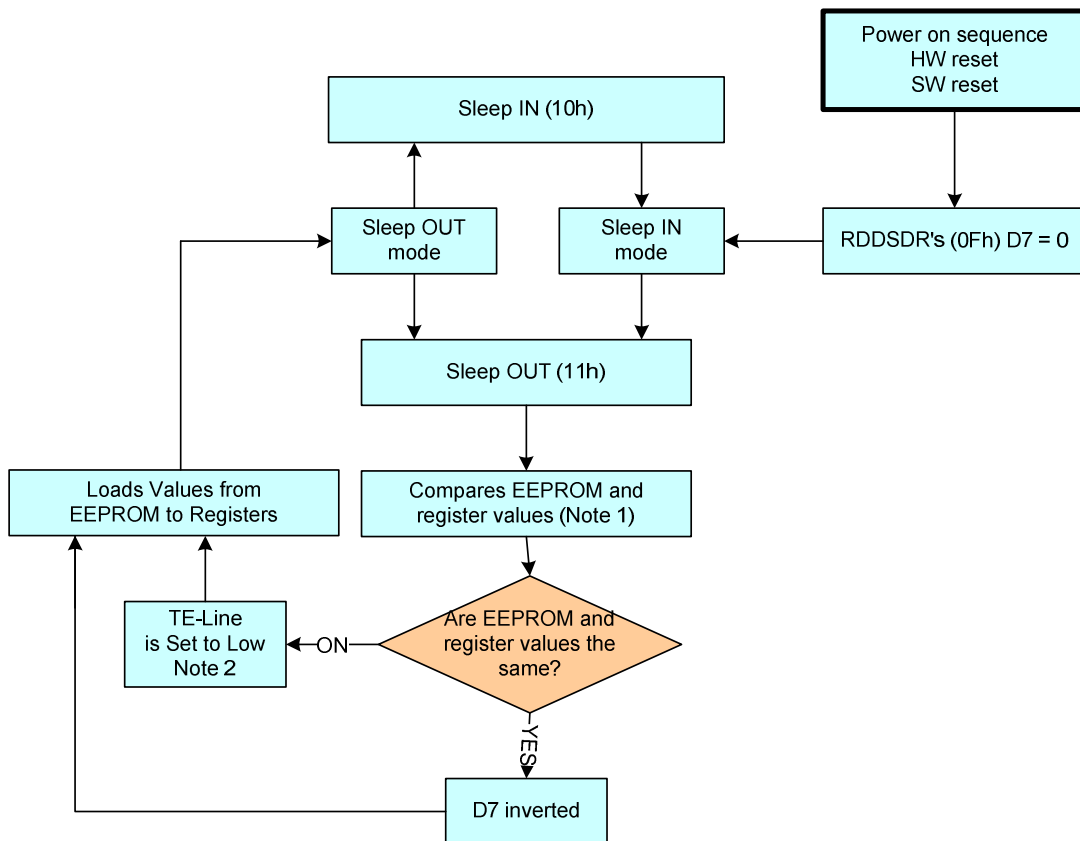 Power on sequence
HW reset
SW reset
Sleep IN (10h)
Sleep OUT
mode
Sleep IN
mode
RDDSDR's (0Fh) D7 = 0
Sleep OUT (11h)
Loads Values from
EEPROM to Registers
Compares EEPROM and
register values (Note 1)
TE-Line
is Set to Low
Note 2
ON
Are EEPROM and
register values the
same?
YES
D7 inverted